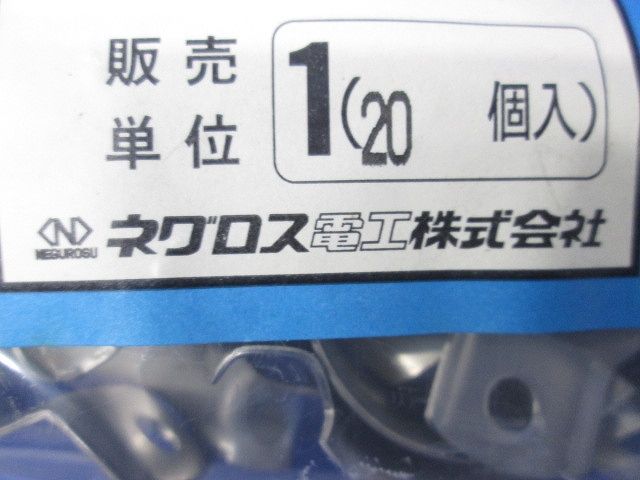 販売
単位
1(20 個入)
NEGUROSU
ネグロス電工株式会社